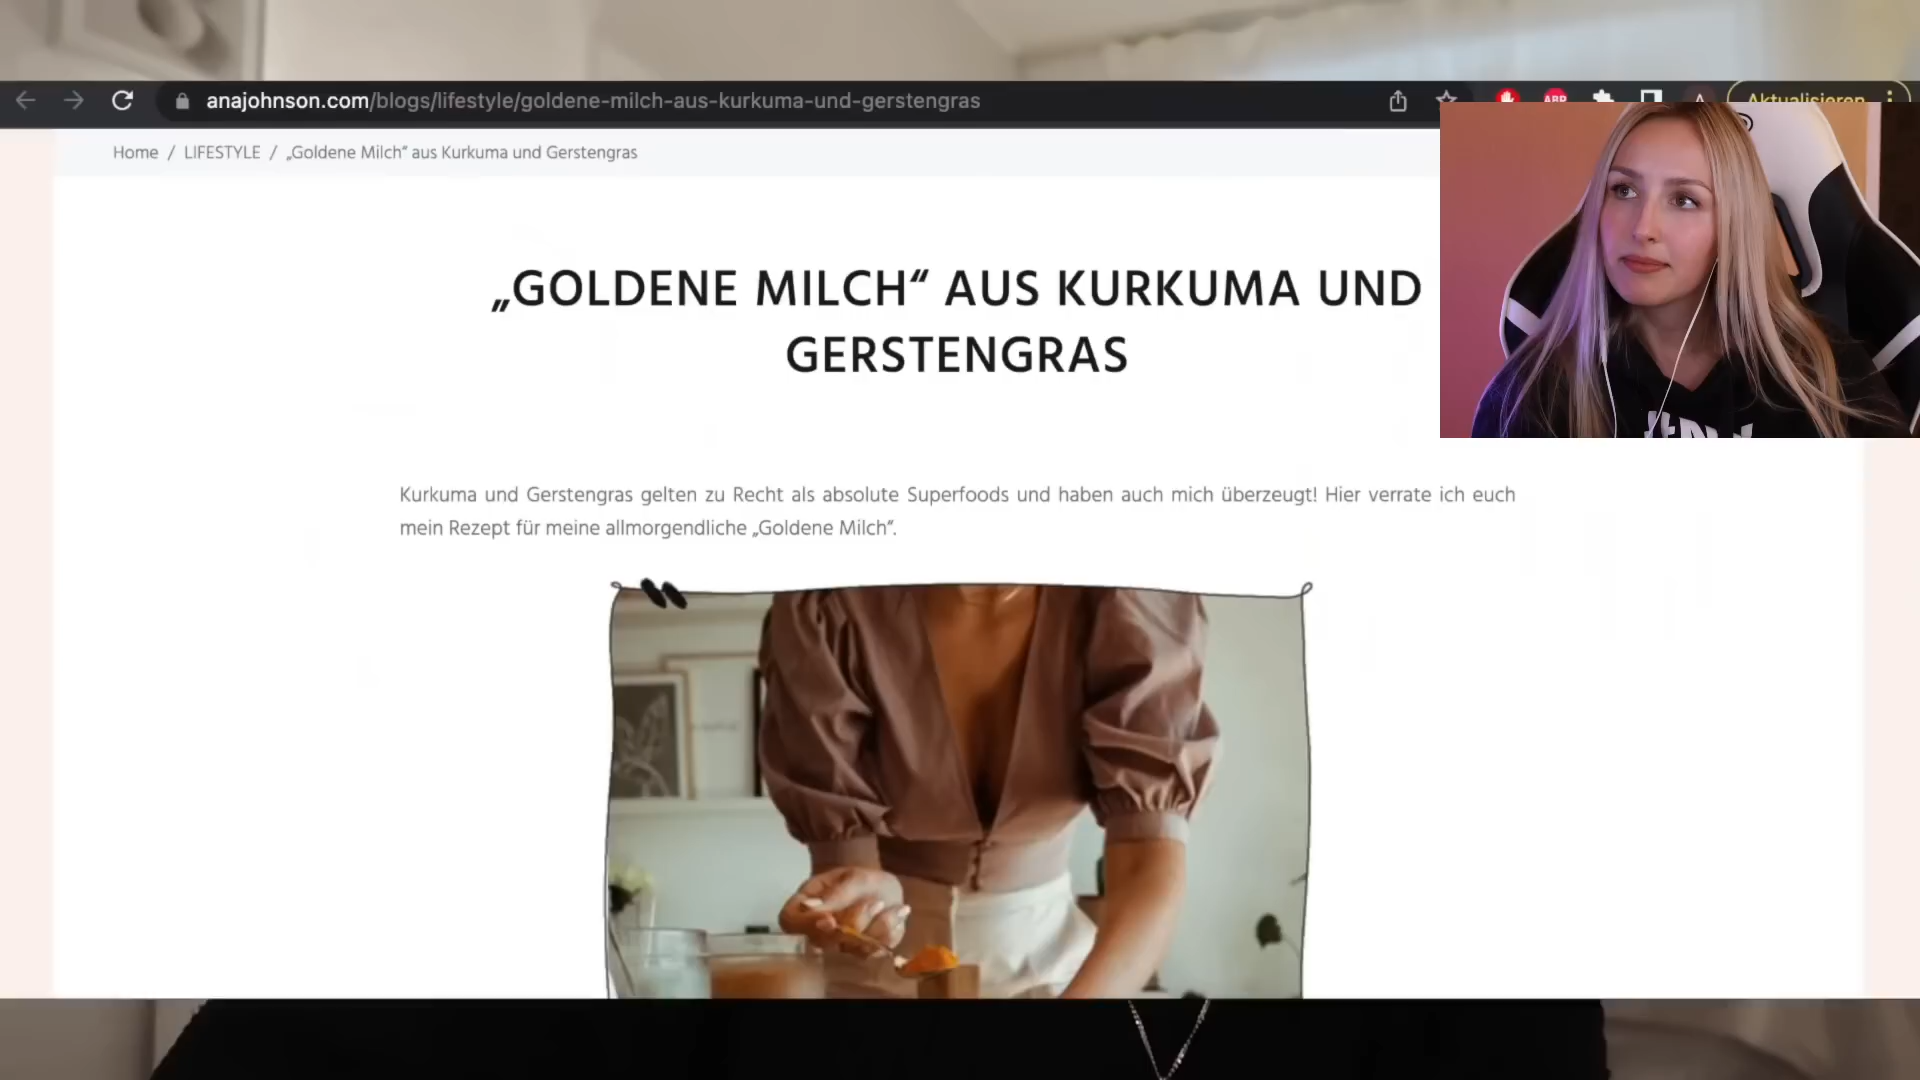 anajohnson.com/blogs/lifestyle/goldene-milch-aus-kurkuma-und-gerstengras
ABP
Aktualisieren
Home / LIFESTYLE / „Goldene Milch“ aus Kurkuma und Gerstengras
„GOLDENE MILCH“ AUS KURKUMA UND
GERSTENGRAS
Kurkuma und Gerstengras gelten zu Recht als absolute Superfoods und haben auch mich überzeugt! Hier verrate ich euch
mein Rezept für meine allmorgendliche „Goldene Milch“.